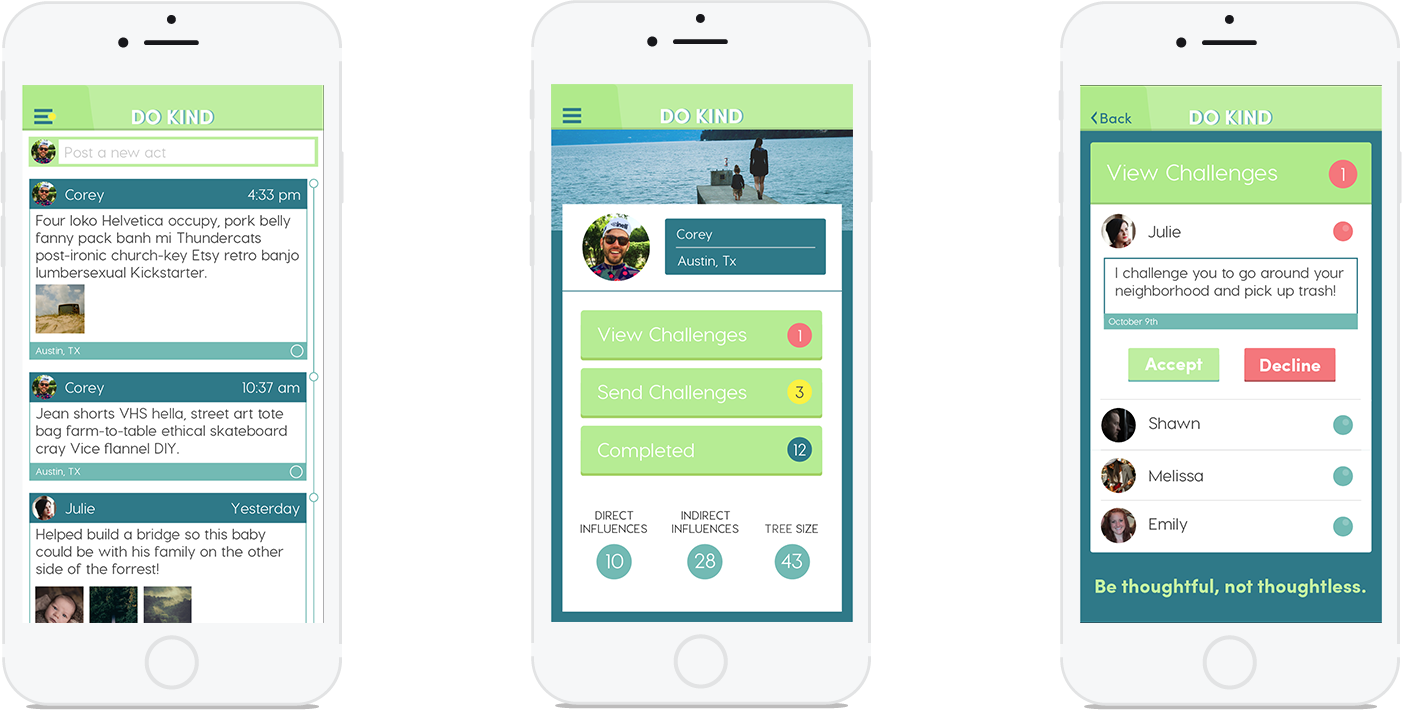 DO KIND
Post a new act
Corey 4:33 pm
Four loko Helvetica occupy, pork belly
fanny pack banh mi Thundercats
post-ironic church-key Etsy retro banjo
lumbersexual Kickstarter.
Austin, TX
Corey 10:37 am
Jean shorts VHS hella, street art tote
bag farm-to-table ethical skateboard
cray Vice flannel DIY.
Austin, TX
Julie Yesterday
Helped build a bridge so this baby
could be with his family on the other
side of the forrest!
DO KIND
Corey
Austin, Tx
View Challenges 1
Send Challenges 3
Completed 12
DIRECT
INFLUENCES
10
INDIRECT
INFLUENCES
28
TREE SIZE
43
Back DO KIND
View Challenges 1
Julie
I challenge you to go around your
neighborhood and pick up trash!
October 9th
Accept Decline
Shawn
Melissa
Emily
Be thoughtful, not thoughtless.